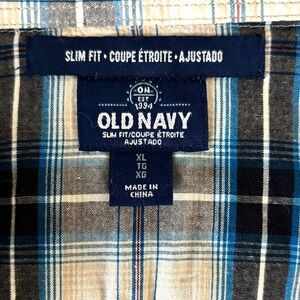 SLIM FIT • COUPE ÉTROITE • AJUSTADO
ON
EST
1994
OLD NAVY
SLIM FIT/COUPE ÉTROITE
AJUSTADO
XL
TG
XG
MADE IN
CHINA